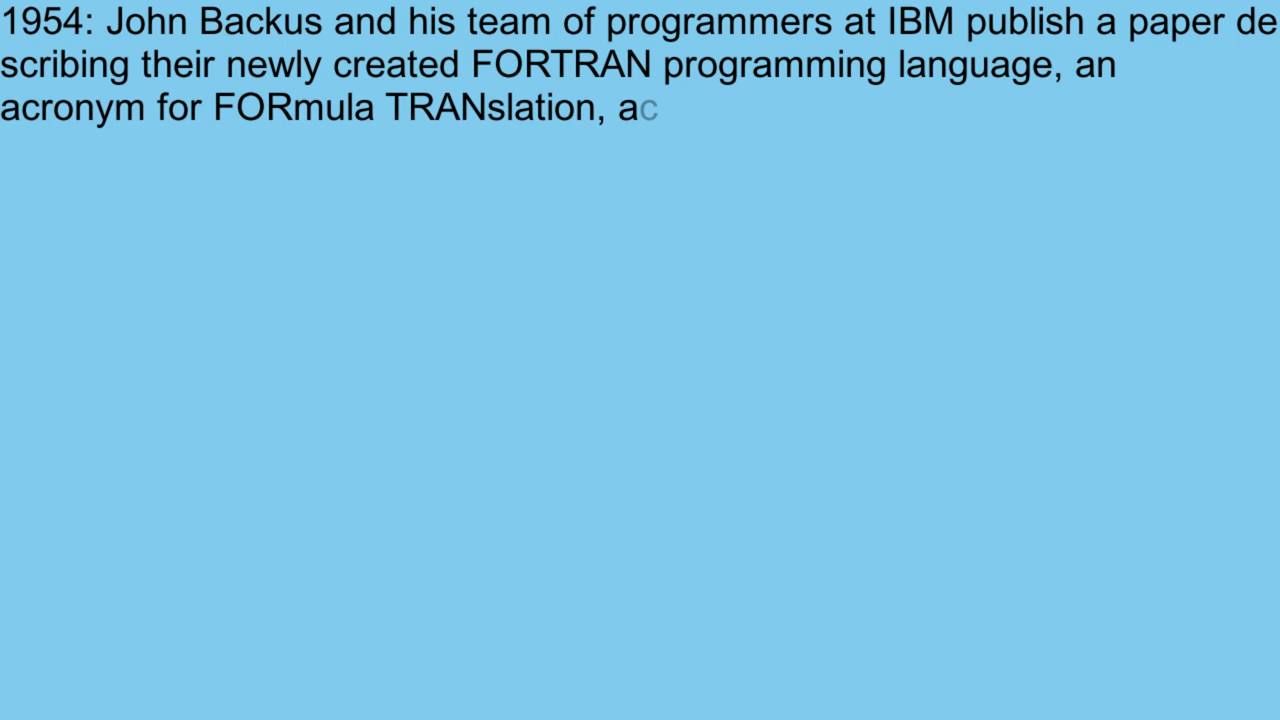 1954: John Backus and his team of programmers at IBM publish a paper de
scribing their newly created FORTRAN programming language, an
acronym for FORmula TRANslation, ac